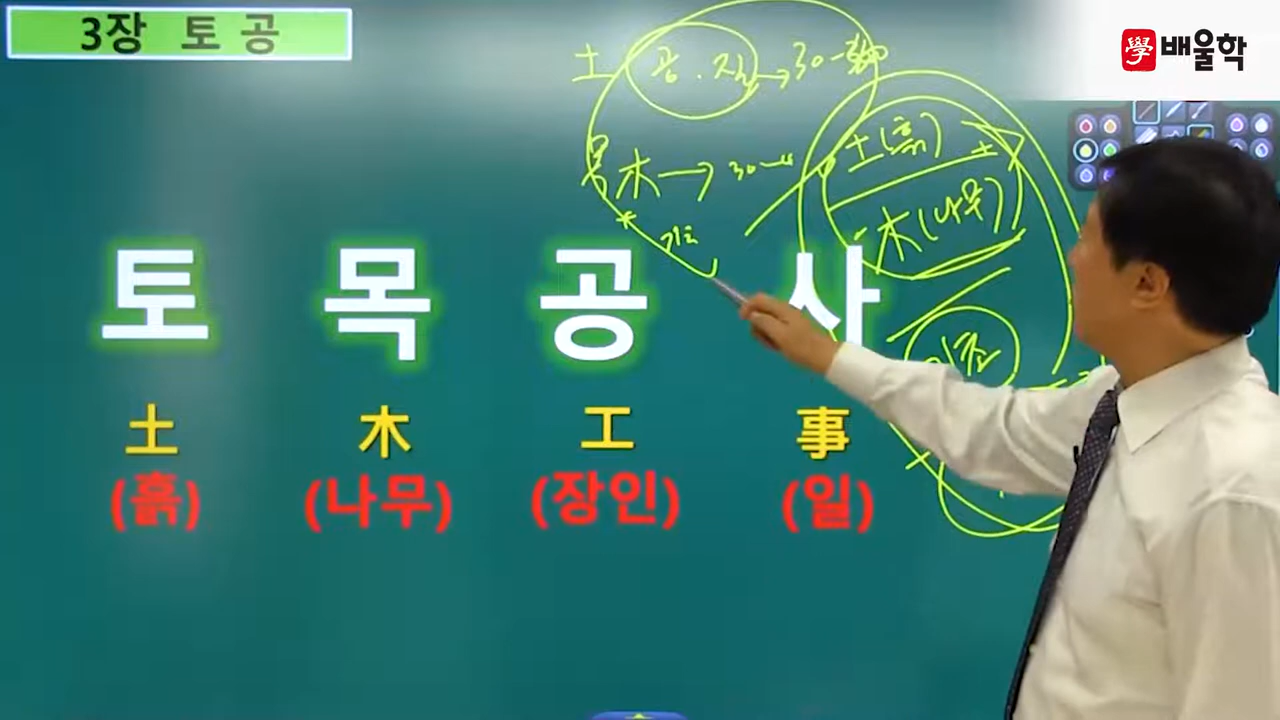 3장 토 공
學 배울학
土
木
土(흙)
木(나무)
토 목 공 사
土 木 工 事
(흙) (나무) (장인) (일)